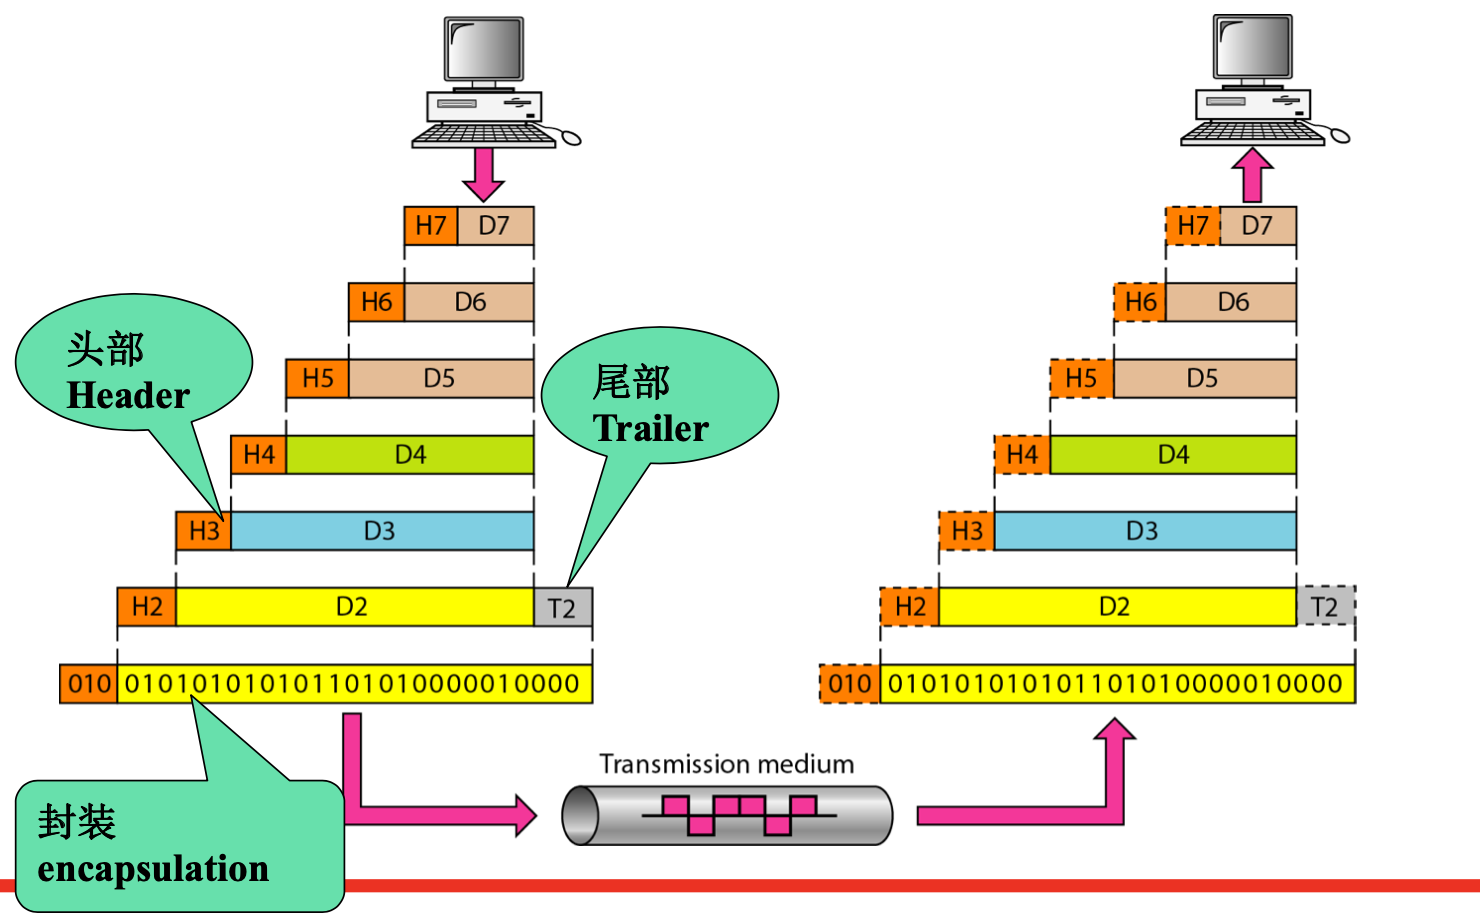 H7 D7
H7 D7
H6 D6
H6 D6
头部
Header
尾部
Trailer
H5 D5
H5 D5
H4 D4
H4 D4
H3 D3
H3 D3
H2 D2 T2
H2 D2 T2
010 010101010101101010000010000
010 010101010101101010000010000
Transmission medium
封装
encapsulation